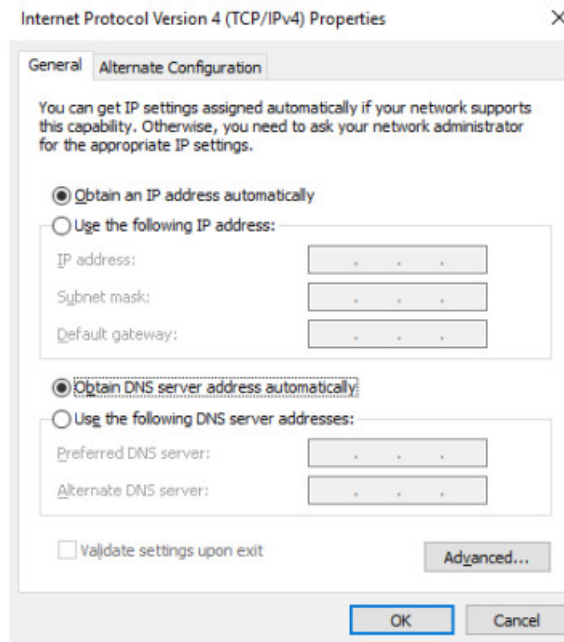 Internet Protocol Version 4 (TCP/IPv4) Properties
General
Alternate Configuration
You can get IP settings assigned automatically if your network supports
this capability. Otherwise, you need to ask your network administrator
for the appropriate IP settings.
Obtain an IP address automatically
Use the following IP address:
IP address:
Subnet mask:
Default gateway:
Obtain DNS server address automatically
Use the following DNS server addresses:
Preferred DNS server:
Alternate DNS server:
Validate settings upon exit
Advanced...
OK
Cancel